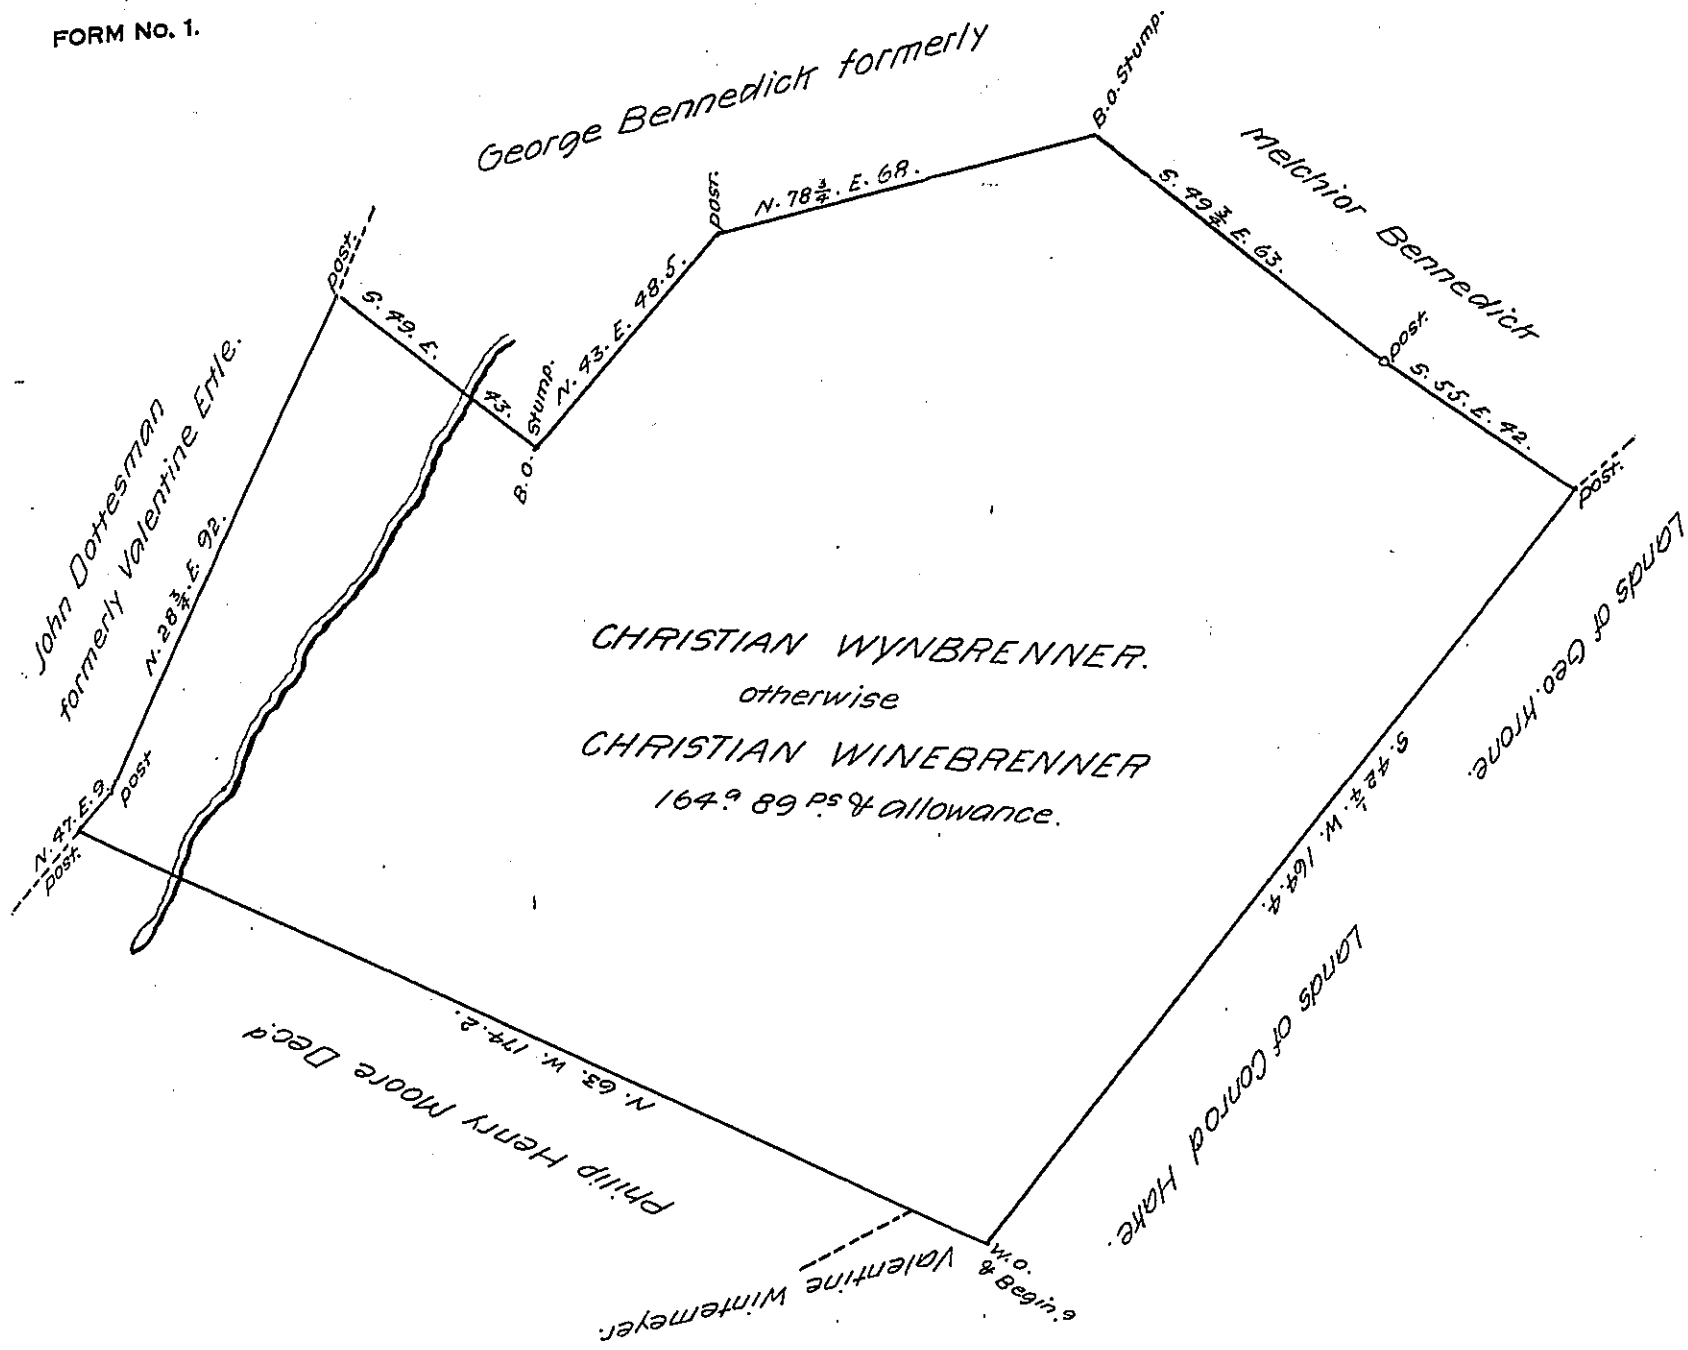 FORM No. 1.
George Bennedick formerly
B.O. Stump.
Melchior Bennedick
post.
N. 78¾. E. 68.
S. 49¾ E. 63.
post.
S. 49. E. 43.
N. 43. E. 48.5.
B.O. Stump.
post.
S. 55. E. 42.
post.
John Dottesman
formerly Valentine Ertle.
N. 28¾. E. 92.
Lands of Geo. Krone.
CHRISTIAN WYNBRENNER.
otherwise
CHRISTIAN WINEBRENNER
164.a 89 ps & allowance.
post
N. 47. E. 9.
post.
S. 42¼. W. 164.4.
Lands of Conrad Hake.
N. 63. W. 174.2.
Philip Henry Moore Dec.d
Valentine Wintemeyer.
W.O.
& Beging